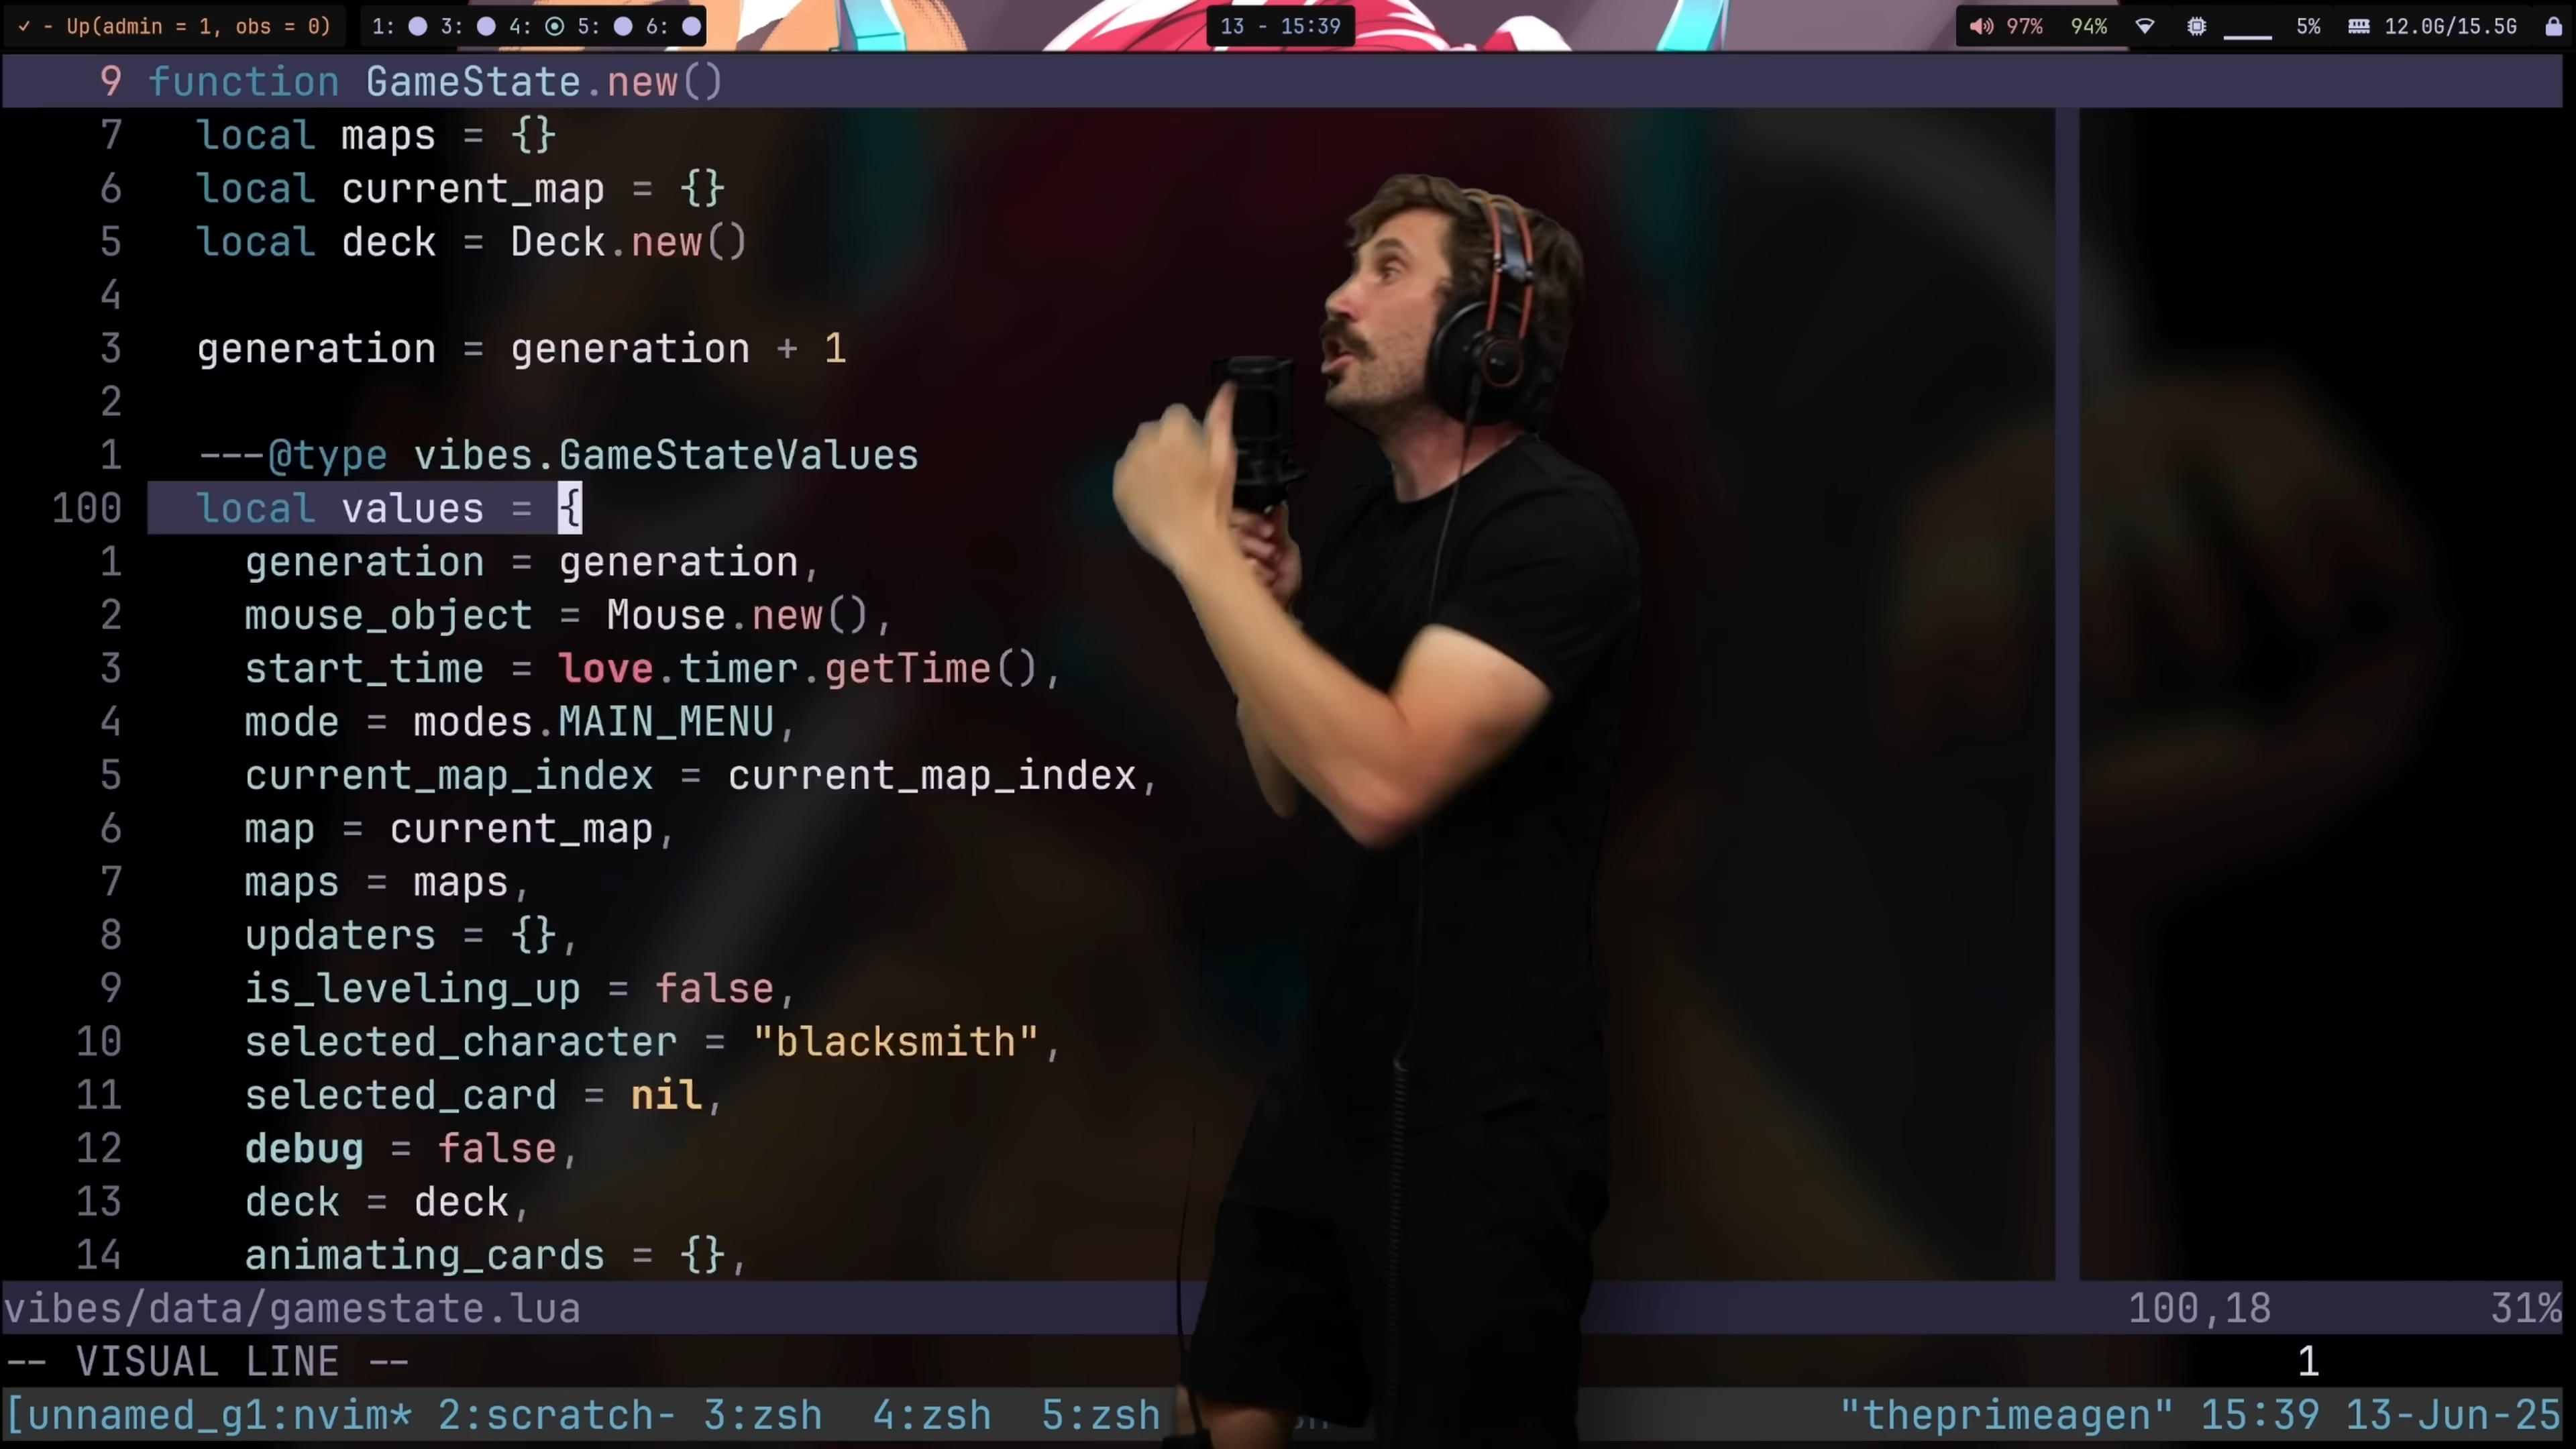 ✓ - Up(admin = 1, obs = 0)
1: 3: 4: 5: 6:
13 - 15:39
97% 94% 5% 12.0G/15.5G
9 function GameState.new()
7 local maps = {}
6 local current_map = {}
5 local deck = Deck.new()
4
3 generation = generation + 1
2
1 ---@type vibes.GameStateValues
100 local values = {
1 generation = generation,
2 mouse_object = Mouse.new(),
3 start_time = love.timer.getTime(),
4 mode = modes.MAIN_MENU,
5 current_map_index = current_map_index,
6 map = current_map,
7 maps = maps,
8 updaters = {},
9 is_leveling_up = false,
10 selected_character = "blacksmith",
11 selected_card = nil,
12 debug = false,
13 deck = deck,
14 animating_cards = {},
vibes/data/gamestate.lua 100,18 31%
-- VISUAL LINE -- 1
[unnamed_g1:nvim* 2:scratch- 3:zsh 4:zsh 5:zsh "theprimeagen" 15:39 13-Jun-25